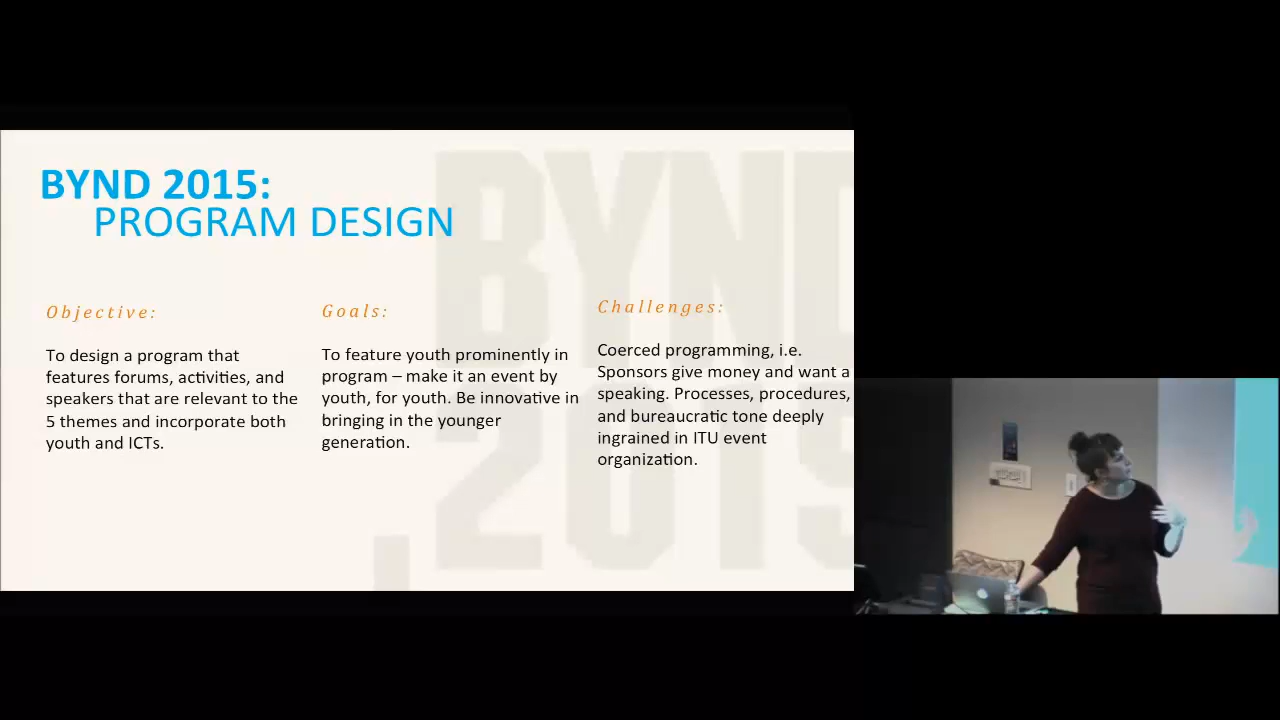 BYND 2015:
PROGRAM DESIGN
Objective:
To design a program that
features forums, activities, and
speakers that are relevant to the
5 themes and incorporate both
youth and ICTs.
Goals:
To feature youth prominently in
program – make it an event by
youth, for youth. Be innovative in
bringing in the younger
generation.
Challenges:
Coerced programming, i.e.
Sponsors give money and want a
speaking. Processes, procedures,
and bureaucratic tone deeply
ingrained in ITU event
organization.
BYND
.2015